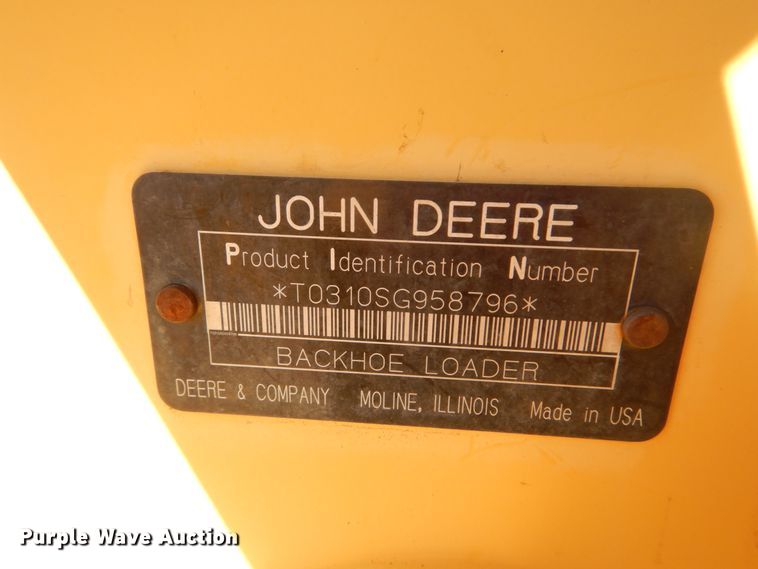 JOHN DEERE
Product Identification Number
*T0310SG958796*
BACKHOE LOADER
DEERE & COMPANY MOLINE, ILLINOIS Made in USA
Purple Wave Auction